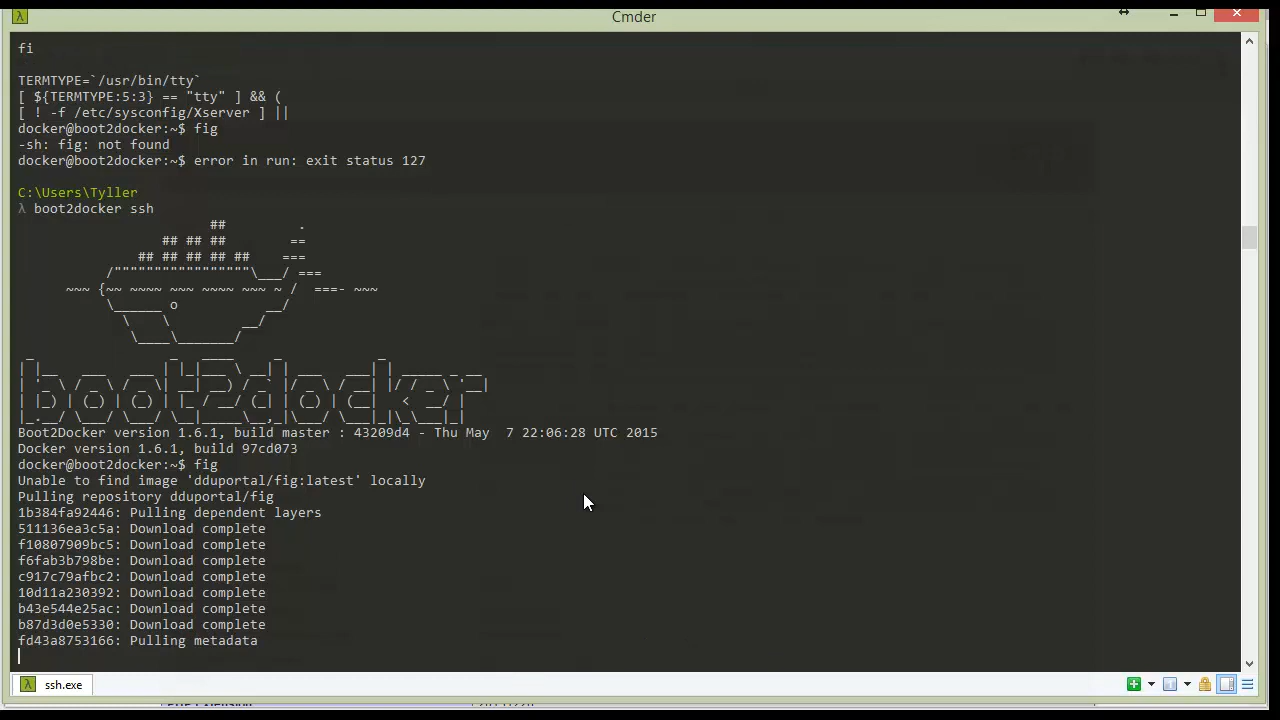 Cmder
fi
TERMTYPE=`/usr/bin/tty`
[ ${TERMTYPE:5:3} == "tty" ] && (
[ ! -f /etc/sysconfig/Xserver ] ||
docker@boot2docker:~$ fig
-sh: fig: not found
docker@boot2docker:~$ error in run: exit status 127
C:\Users\Tyller
λ boot2docker ssh
boot2docker
Boot2Docker version 1.6.1, build master : 43209d4 - Thu May  7 22:06:28 UTC 2015
Docker version 1.6.1, build 97cd073
docker@boot2docker:~$ fig
Unable to find image 'dduportal/fig:latest' locally
Pulling repository dduportal/fig
1b384fa92446: Pulling dependent layers
511136ea3c5a: Download complete
f10807909bc5: Download complete
f6fab3b798be: Download complete
c917c79afbc2: Download complete
10d11a230392: Download complete
b43e544e25ac: Download complete
b87d3d0e5330: Download complete
fd43a8753166: Pulling metadata
ssh.exe